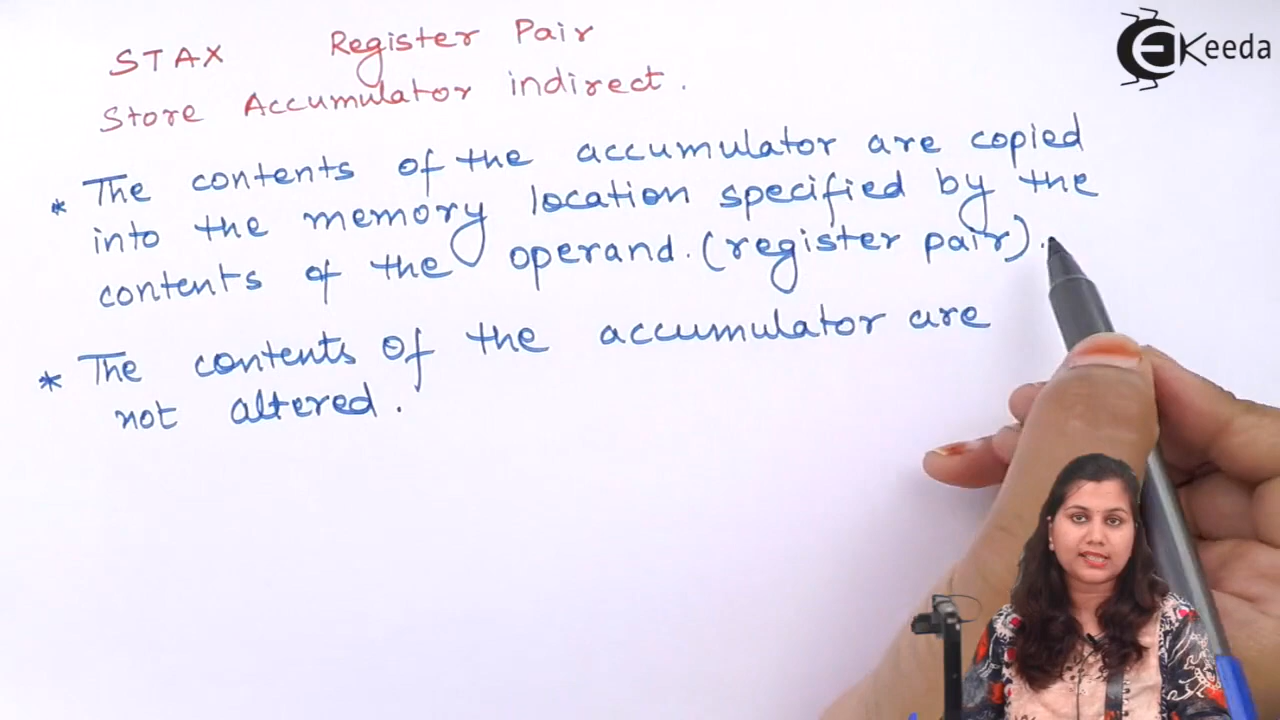 STAX Register Pair
Store Accumulator indirect.
* The contents of the accumulator are copied
into the memory location specified by the
contents of the operand. (register pair).
* The contents of the accumulator are
not altered.
EKeeda